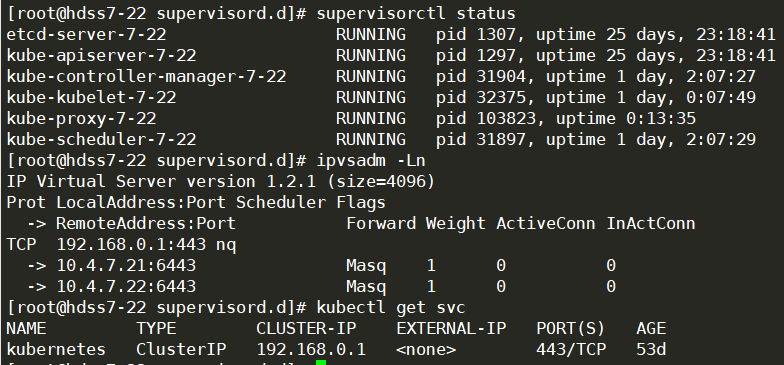 [root@hdss7-22 supervisord.d]# supervisorctl status
etcd-server-7-22                 RUNNING   pid 1307, uptime 25 days, 23:18:41
kube-apiserver-7-22              RUNNING   pid 1297, uptime 25 days, 23:18:41
kube-controller-manager-7-22     RUNNING   pid 31904, uptime 1 day, 2:07:27
kube-kubelet-7-22                RUNNING   pid 32375, uptime 1 day, 0:07:49
kube-proxy-7-22                  RUNNING   pid 103823, uptime 0:13:35
kube-scheduler-7-22              RUNNING   pid 31897, uptime 1 day, 2:07:29
[root@hdss7-22 supervisord.d]# ipvsadm -Ln
IP Virtual Server version 1.2.1 (size=4096)
Prot LocalAddress:Port Scheduler Flags
  -> RemoteAddress:Port           Forward Weight ActiveConn InActConn
TCP  192.168.0.1:443 nq
  -> 10.4.7.21:6443               Masq    1      0          0
  -> 10.4.7.22:6443               Masq    1      0          0
[root@hdss7-22 supervisord.d]# kubectl get svc
NAME         TYPE        CLUSTER-IP    EXTERNAL-IP   PORT(S)   AGE
kubernetes   ClusterIP   192.168.0.1   <none>        443/TCP   53d